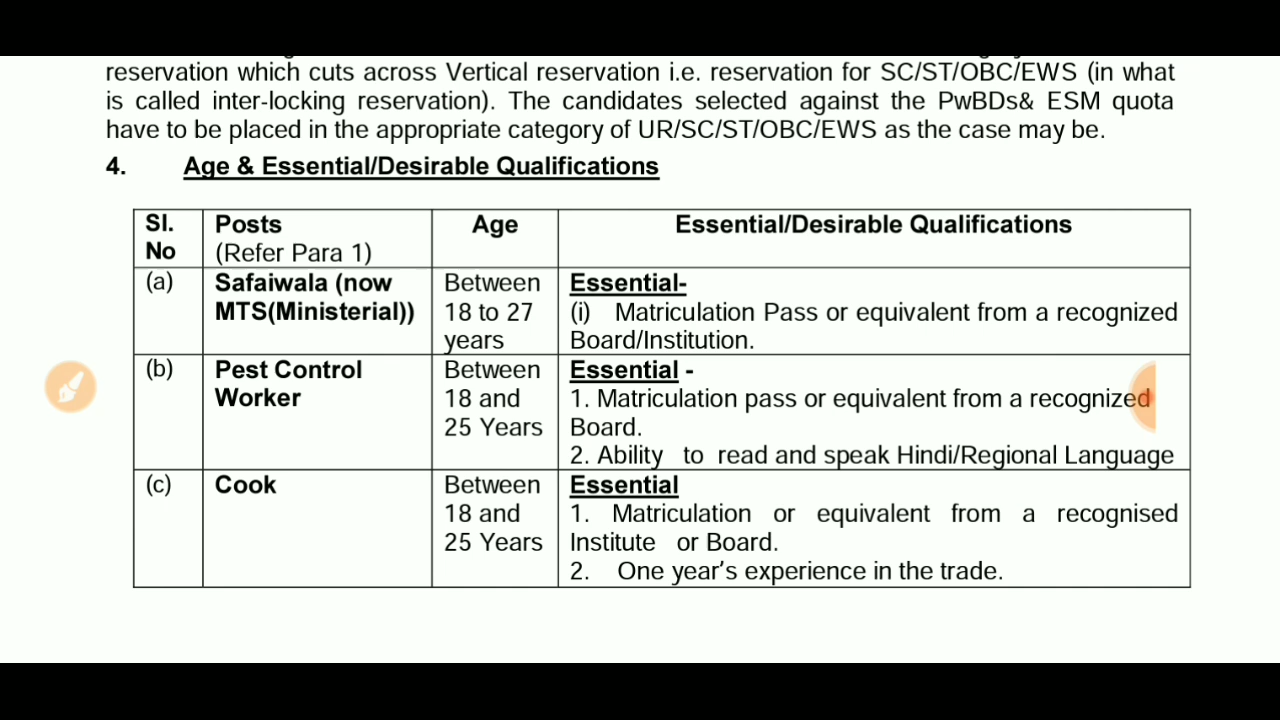 reservation which cuts across Vertical reservation i.e. reservation for SC/ST/OBC/EWS (in what
is called inter-locking reservation). The candidates selected against the PwBDs& ESM quota
have to be placed in the appropriate category of UR/SC/ST/OBC/EWS as the case may be.
4. Age & Essential/Desirable Qualifications
Sl.
No
Posts
(Refer Para 1)
Age
Essential/Desirable Qualifications
(a)
Safaiwala (now
MTS(Ministerial))
Between
18 to 27
years
Essential-
(i) Matriculation Pass or equivalent from a recognized
Board/Institution.
(b)
Pest Control
Worker
Between
18 and
25 Years
Essential -
1. Matriculation pass or equivalent from a recognized
Board.
2. Ability to read and speak Hindi/Regional Language
(c)
Cook
Between
18 and
25 Years
Essential
1. Matriculation or equivalent from a recognised
Institute or Board.
2. One year's experience in the trade.